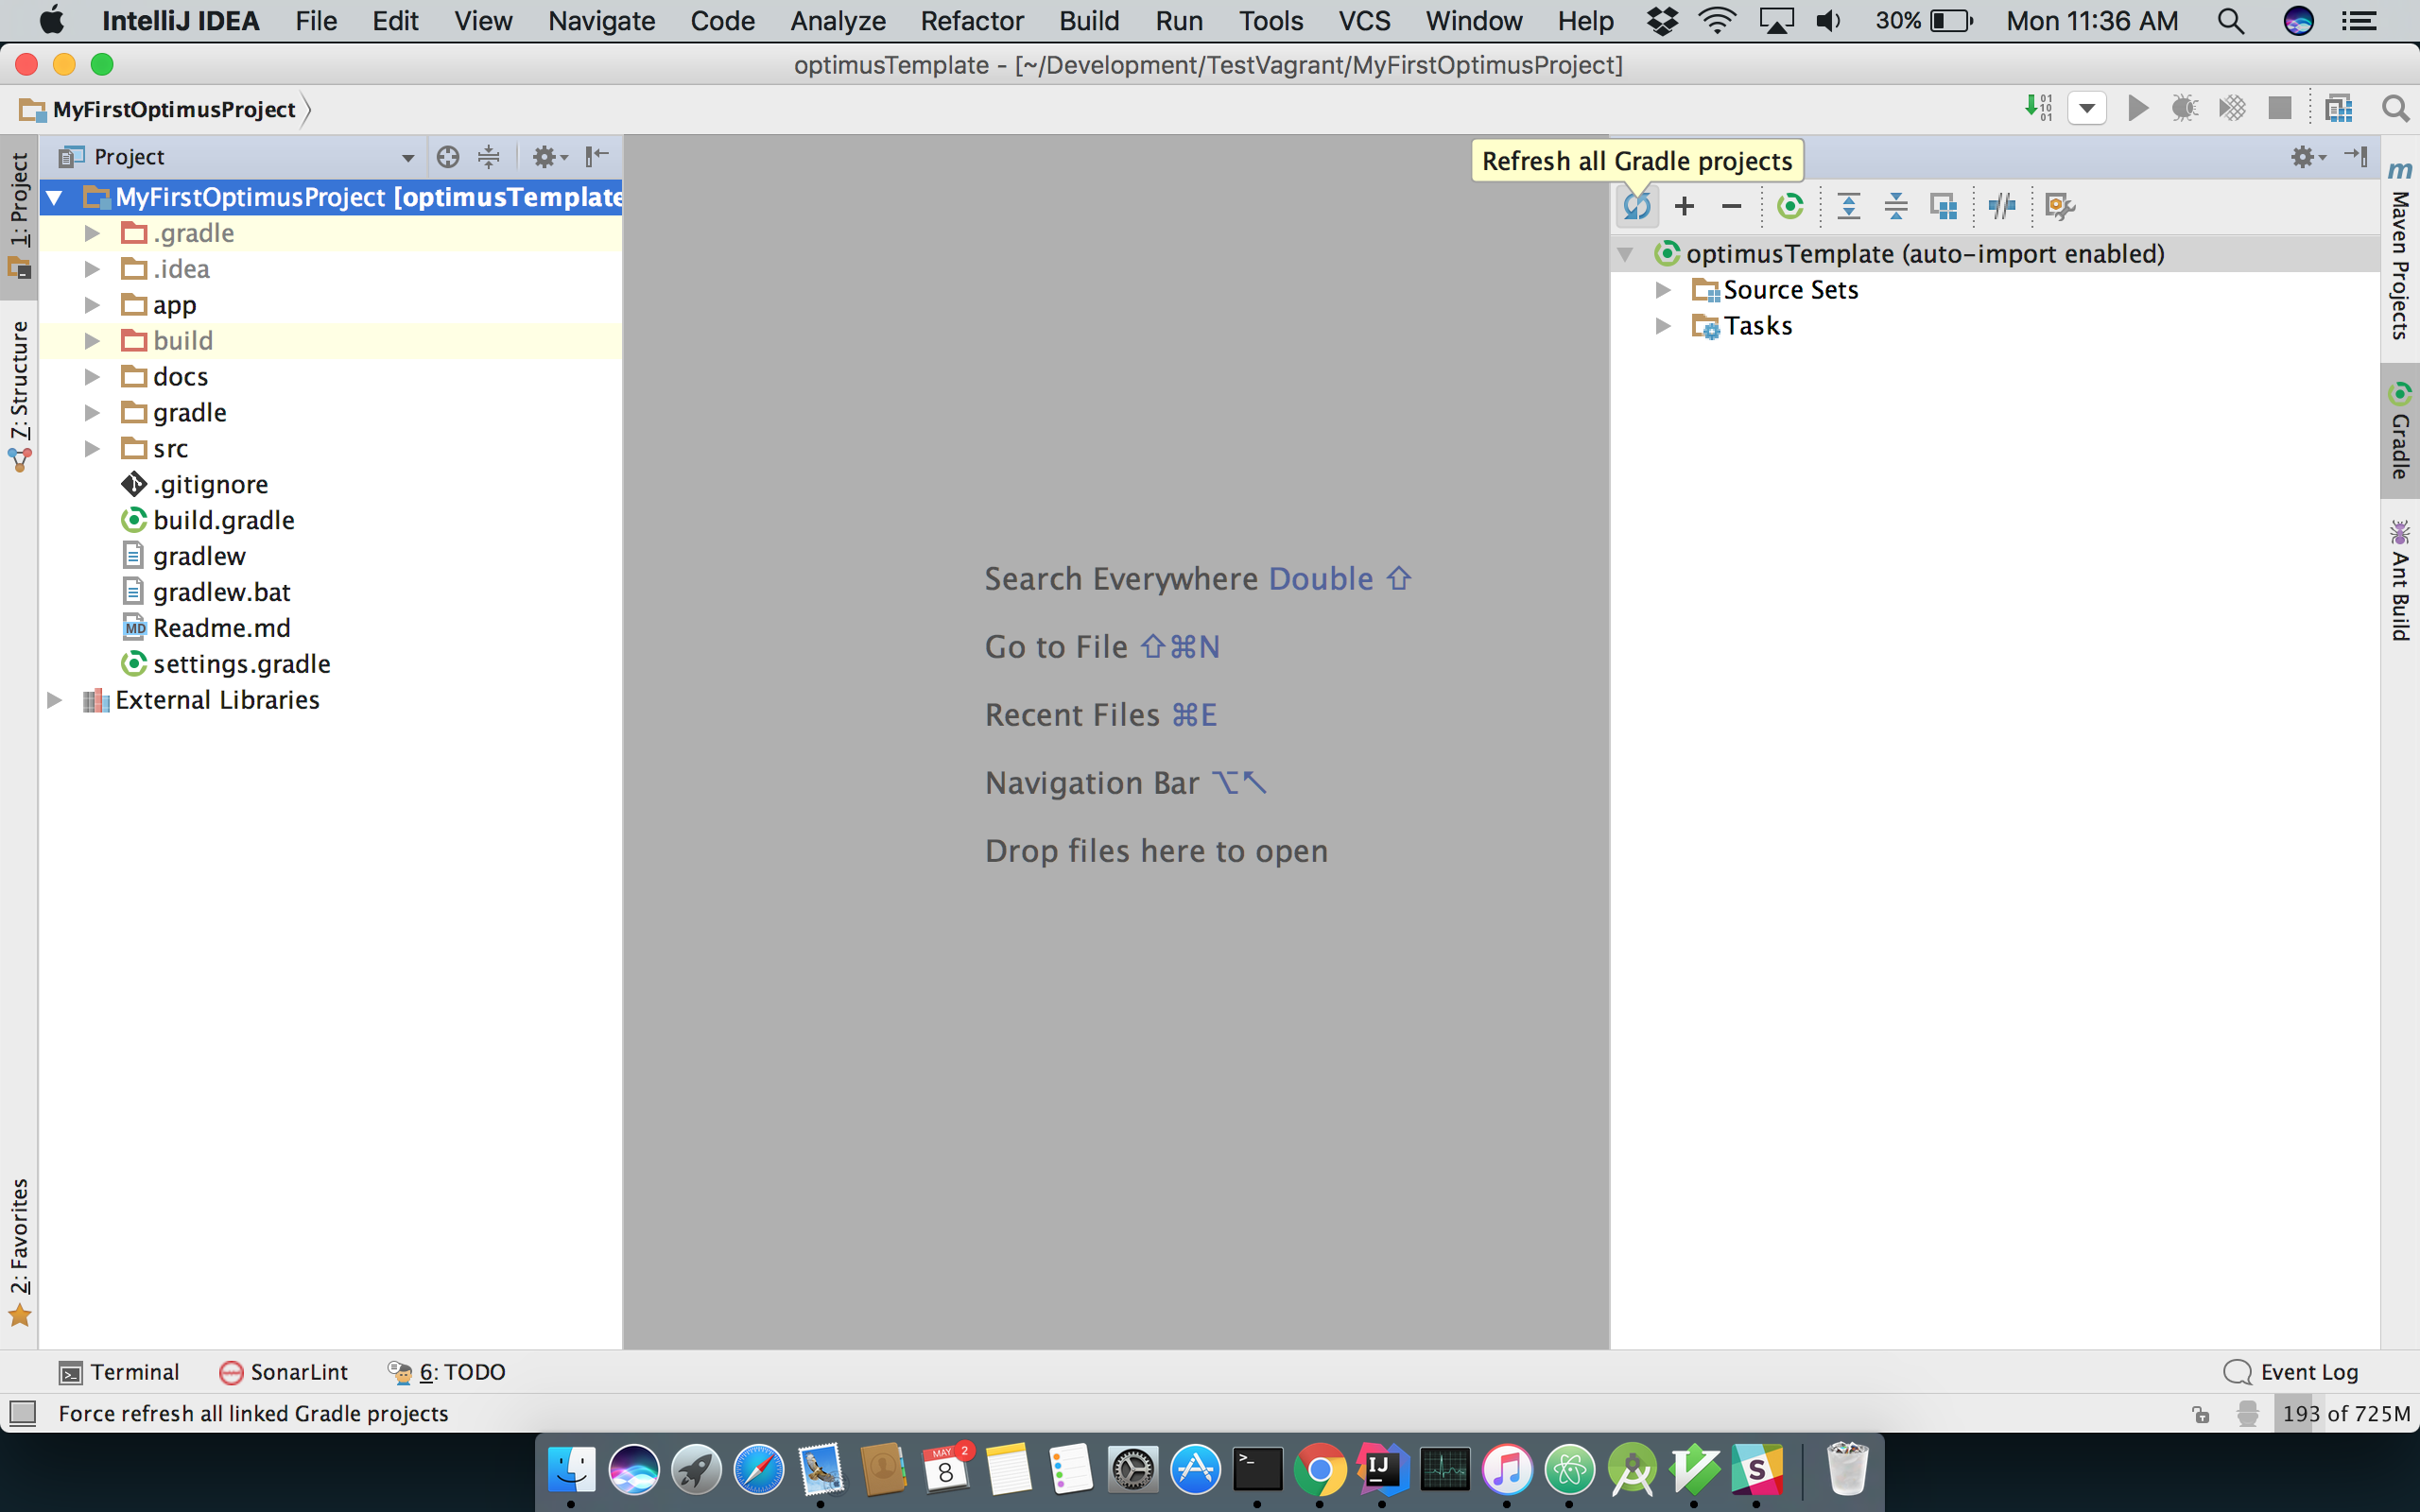 IntelliJ IDEA File Edit View Navigate Code Analyze Refactor Build Run Tools VCS Window Help 30% Mon 11:36 AM
optimusTemplate - [~/Development/TestVagrant/MyFirstOptimusProject]
MyFirstOptimusProject
Project
Refresh all Gradle projects
MyFirstOptimusProject [optimusTemplate
.gradle
.idea
app
build
docs
gradle
src
.gitignore
build.gradle
gradlew
gradlew.bat
MD Readme.md
settings.gradle
External Libraries
1: Project
7: Structure
2: Favorites
Search Everywhere Double ⇧
Go to File ⇧⌘N
Recent Files ⌘E
Navigation Bar ⌥↖
Drop files here to open
optimusTemplate (auto-import enabled)
Source Sets
Tasks
m Maven Projects
Gradle
Ant Build
Terminal SonarLint 6: TODO Event Log
Force refresh all linked Gradle projects 193 of 725M
MAY 8 2
IJ
S